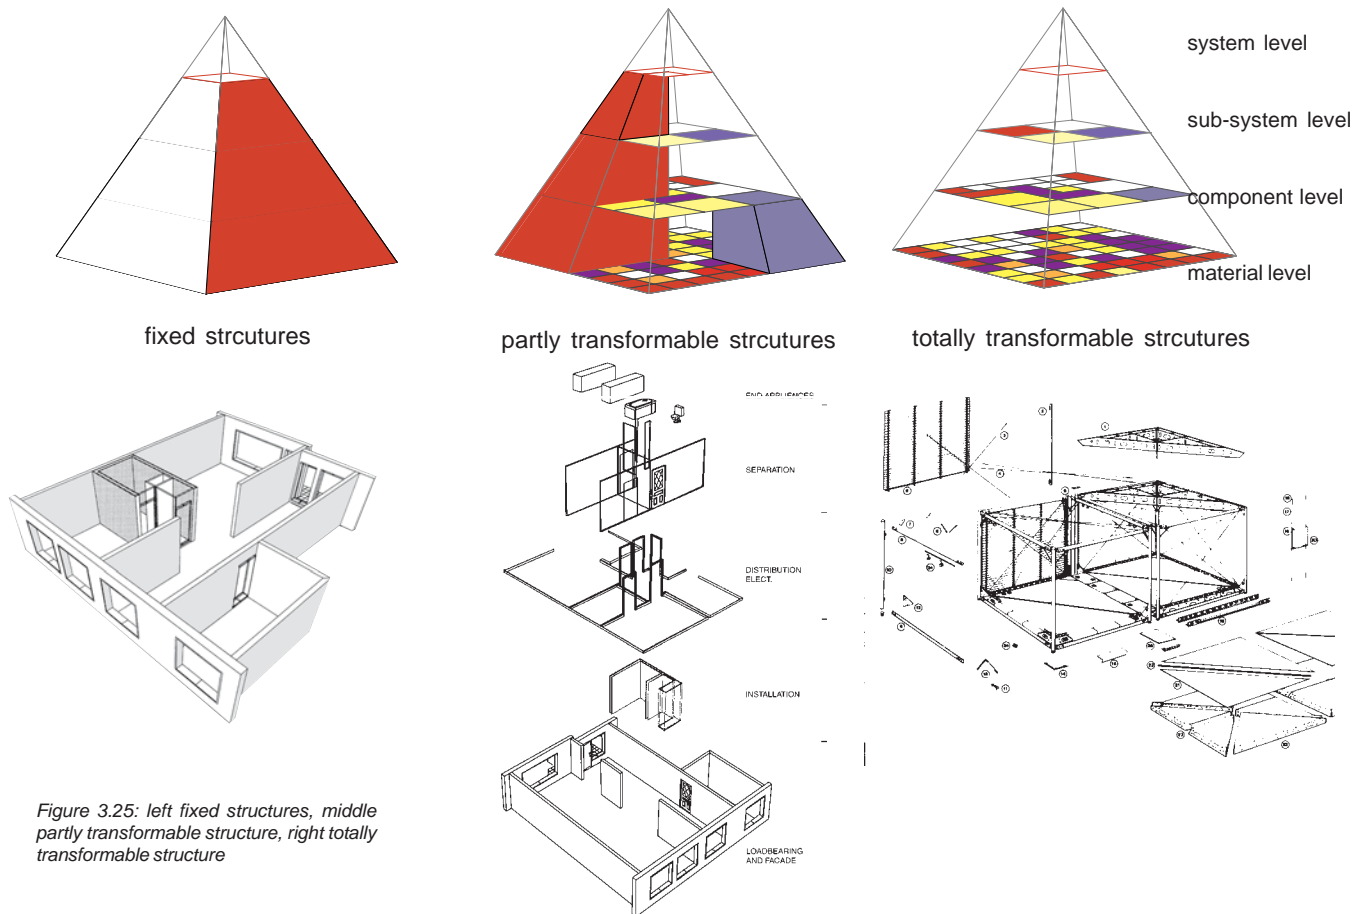 system level
sub-system level
component level
material level
fixed strcutures
partly transformable strcutures
totally transformable strcutures
SEPARATION
DISTRIBUTION
ELECT.
INSTALLATION
LOADBEARING
AND FACADE
Figure 3.25: left fixed structures, middle
partly transformable structure, right totally
transformable structure